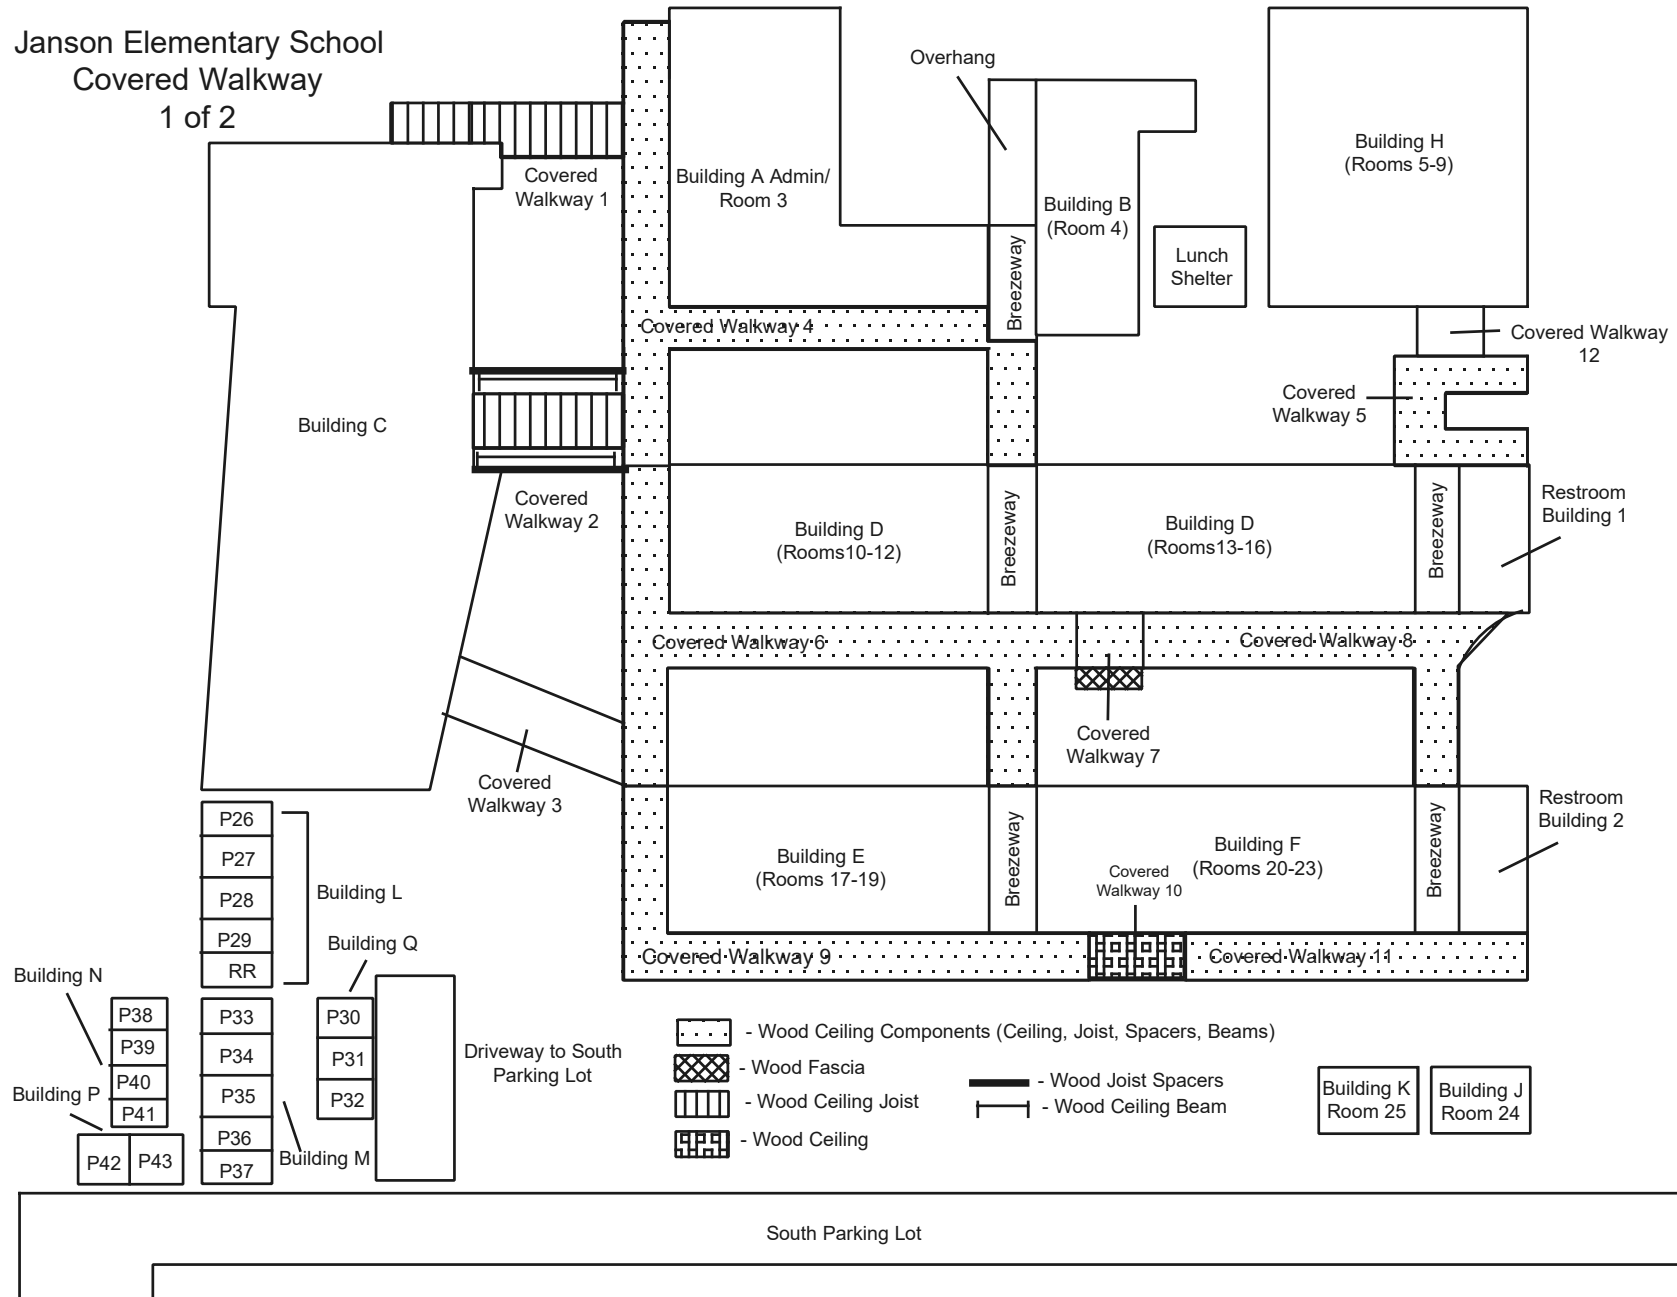 Janson Elementary School
Covered Walkway
1 of 2
Overhang
Building H
(Rooms 5-9)
Covered
Walkway 1
Building A Admin/
Room 3
Building B
(Room 4)
Lunch
Shelter
Breezeway
Covered Walkway 4
Covered Walkway
12
Covered
Walkway 5
Building C
Covered
Walkway 2
Building D
(Rooms10-12)
Breezeway
Building D
(Rooms13-16)
Breezeway
Restroom
Building 1
Covered Walkway 6
Covered Walkway 8
Covered
Walkway 7
Covered
Walkway 3
Restroom
Building 2
Building E
(Rooms 17-19)
Breezeway
Covered
Walkway 10
Building F
(Rooms 20-23)
Breezeway
P26
P27
P28
P29
RR
Building L
Building Q
Covered Walkway 9
Covered Walkway 11
Building N
P38
P39
P40
P41
Building P
P42
P43
P33
P34
P35
P36
P37
Building M
P30
P31
P32
Driveway to South
Parking Lot
- Wood Ceiling Components (Ceiling, Joist, Spacers, Beams)
- Wood Fascia
- Wood Ceiling Joist
- Wood Ceiling
- Wood Joist Spacers
- Wood Ceiling Beam
Building K
Room 25
Building J
Room 24
South Parking Lot